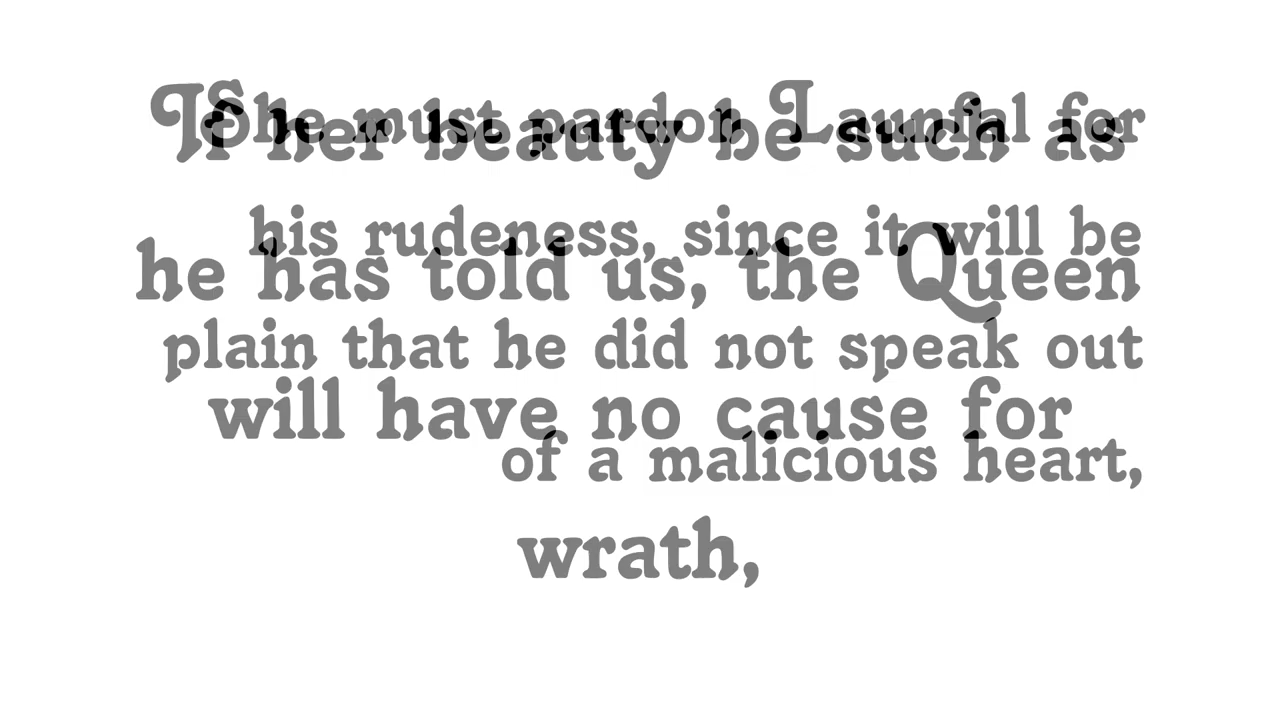 If her beauty be such as
he has told us, the Queen
will have no cause for
wrath,
She must pardon Launfal for
his rudeness, since it will be
plain that he did not speak out
of a malicious heart,